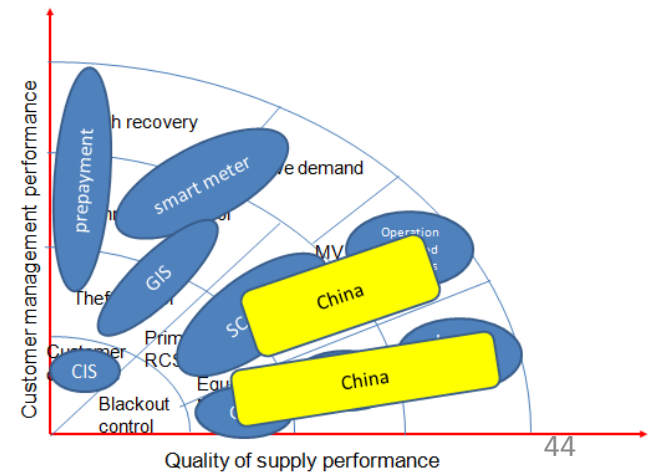 Customer management performance
prepayment
h recovery
smart meter
ve demand
GIS
Thef
Operation
MV
China
SC
Prim
RCS
Customer
CIS
Equ
China
Blackout
control
44
Quality of supply performance